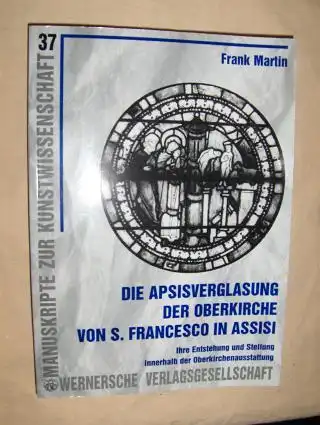 37
MANUSKRIPTE ZUR KUNSTWISSENSCHAFT
Frank Martin
DIE APSISVERGLASUNG
DER OBERKIRCHE
VON S. FRANCESCO IN ASSISI
Ihre Entstehung und Stellung
innerhalb der Oberkirchenausstattung
WERNERSCHE VERLAGSGESELLSCHAFT